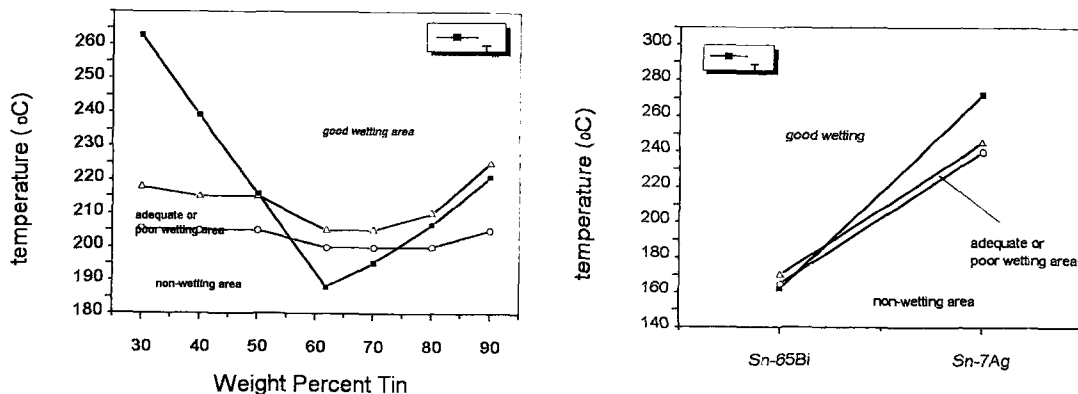 260
250
240
230
220
210
200
190
180
temperature (oC)
good wetting area
adequate or
poor wetting area
non-wetting area
30 40 50 60 70 80 90
Weight Percent Tin
300
280
260
240
220
200
180
160
140
temperature (oC)
good wetting
adequate or
poor wetting area
non-wetting area
Sn-65Bi Sn-7Ag